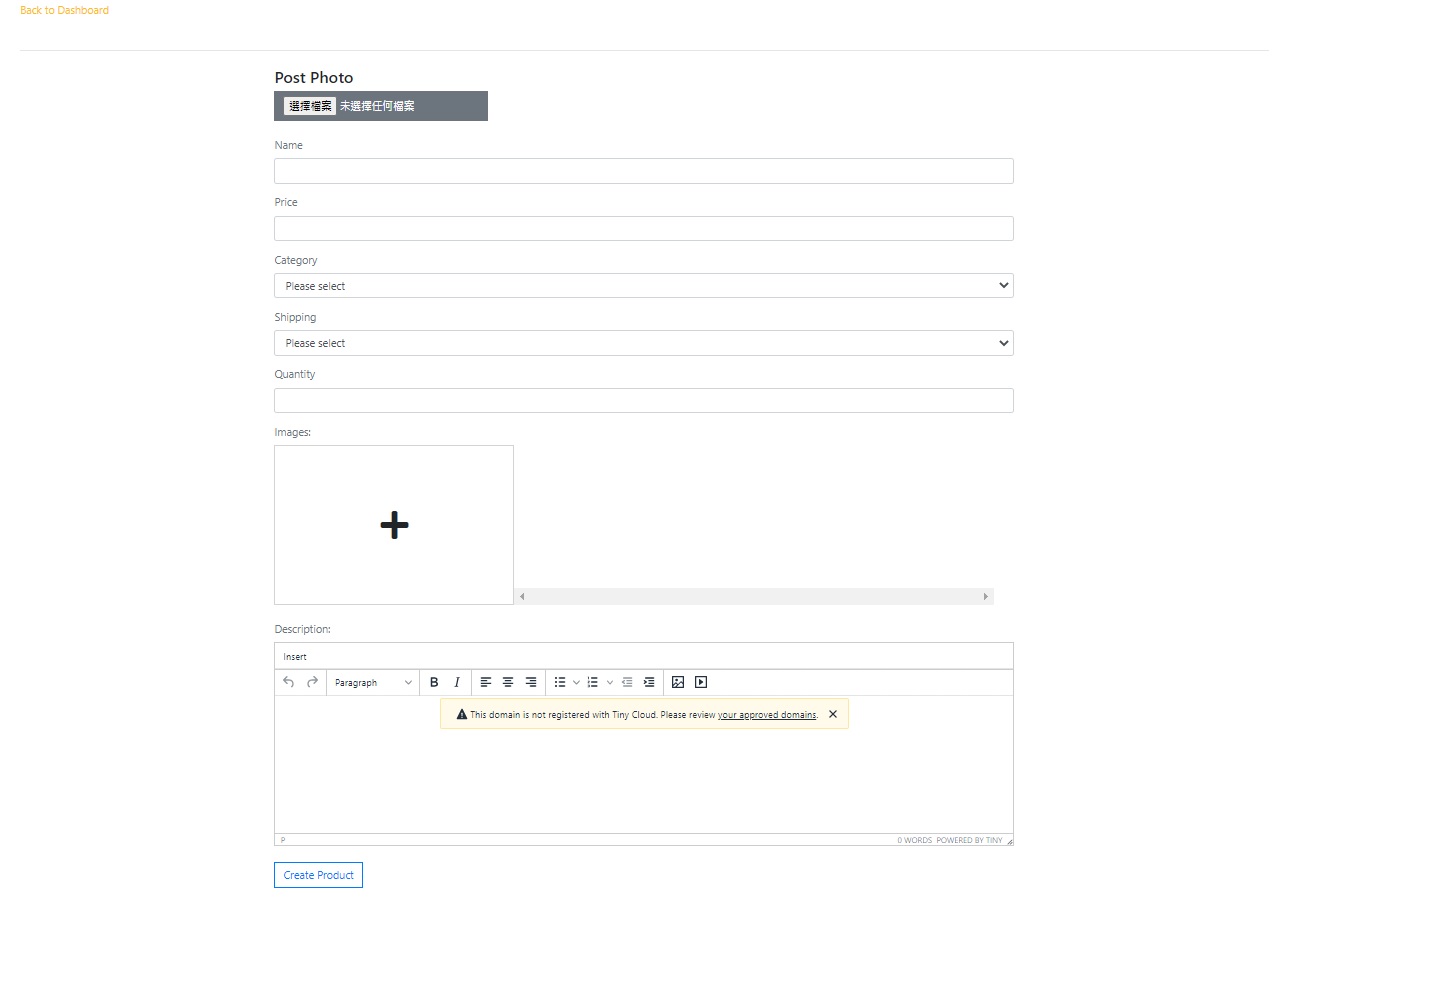 Back to Dashboard
Post Photo
選擇檔案 未選擇任何檔案
Name
Price
Category
Please select
Shipping
Please select
Quantity
Images:
Description:
Insert
Paragraph B I
This domain is not registered with Tiny Cloud. Please review your approved domains.
P 0 WORDS POWERED BY TINY
Create Product